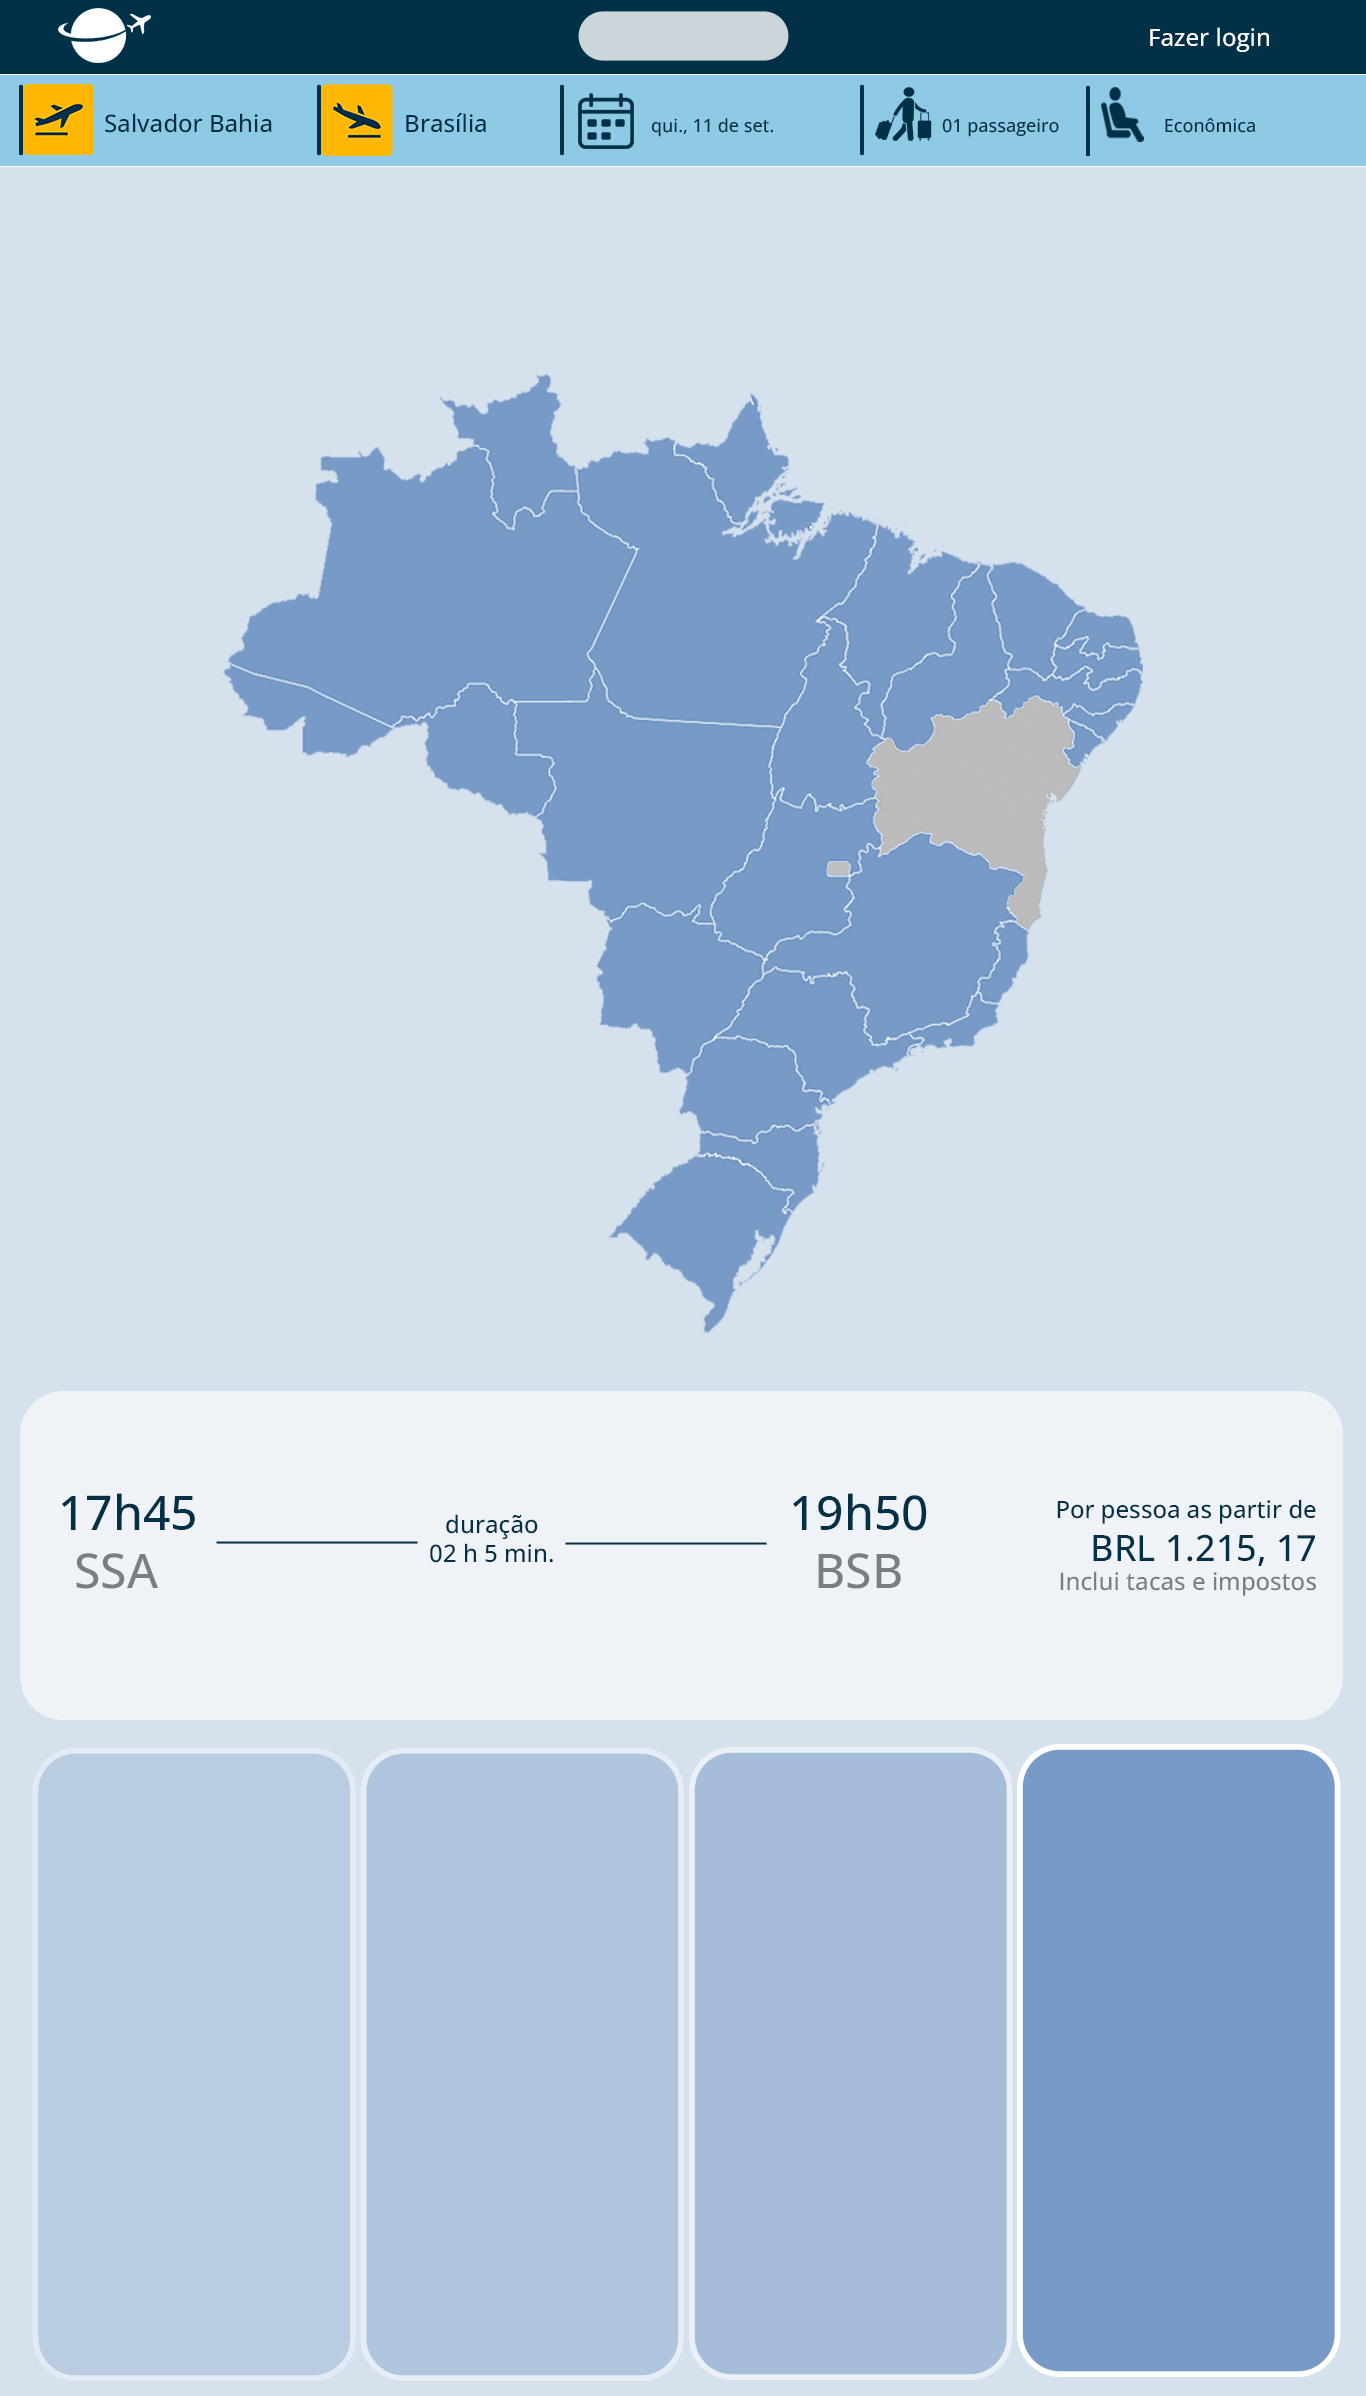 Fazer login
Salvador Bahia
Brasília
qui., 11 de set.
01 passageiro
Econômica
17h45
SSA
duração
02 h 5 min.
19h50
BSB
Por pessoa as partir de
BRL 1.215, 17
Inclui tacas e impostos